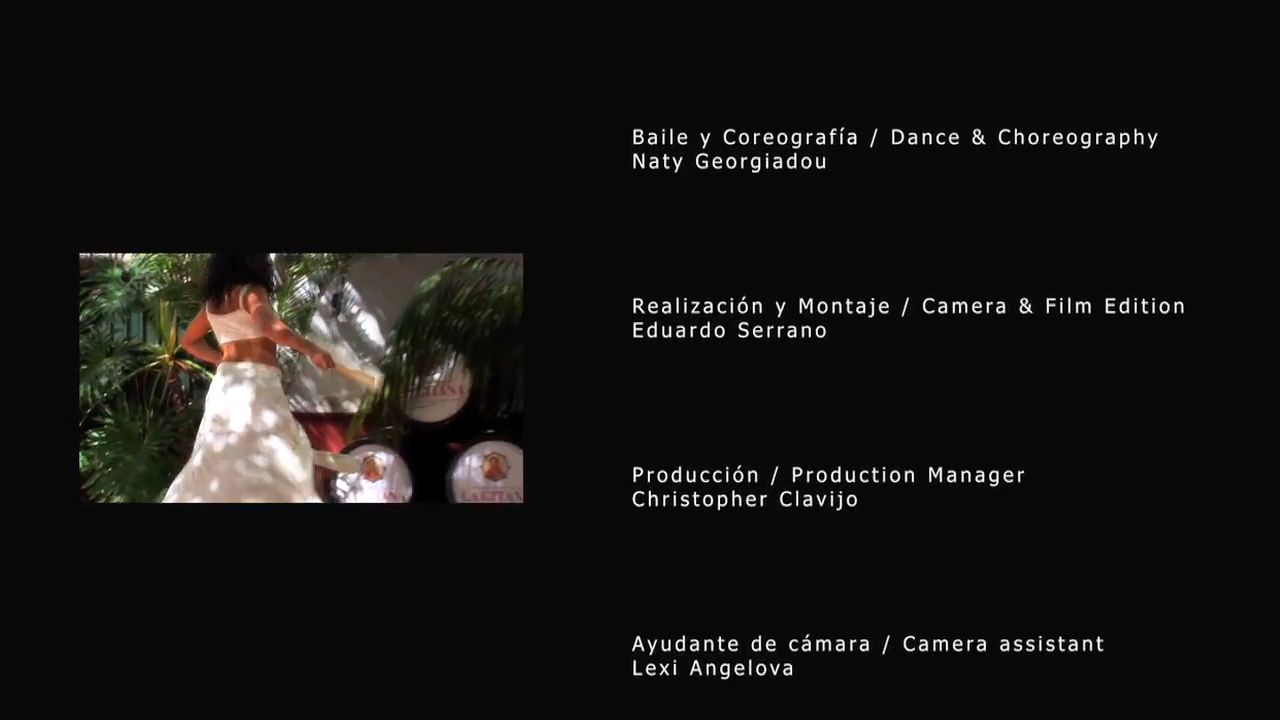 Baile y Coreografía / Dance & Choreography
Naty Georgiadou
Realización y Montaje / Camera & Film Edition
Eduardo Serrano
Producción / Production Manager
Christopher Clavijo
Ayudante de cámara / Camera assistant
Lexi Angelova